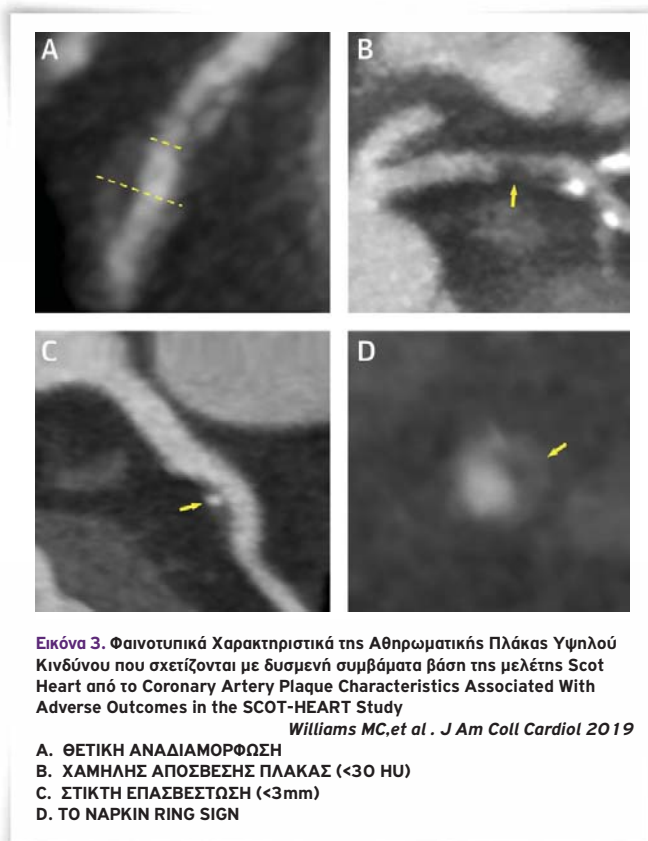 A
B
C
D
Εικόνα 3. Φαινοτυπικά Χαρακτηριστικά της Αθηρωματικής Πλάκας Υψηλού
Κινδύνου που σχετίζονται με δυσμενή συμβάματα βάση της μελέτης Scot
Heart από το Coronary Artery Plaque Characteristics Associated With
Adverse Outcomes in the SCOT-HEART Study
Williams MC,et al . J Am Coll Cardiol 2019
A. ΘΕΤΙΚΗ ΑΝΑΔΙΑΜΟΡΦΩΣΗ
B. ΧΑΜΗΛΗΣ ΑΠΟΣΒΕΣΗΣ ΠΛΑΚΑΣ (<30 HU)
C. ΣΤΙΚΤΗ ΕΠΑΣΒΕΣΤΩΣΗ (<3mm)
D. ΤΟ NAPKIN RING SIGN